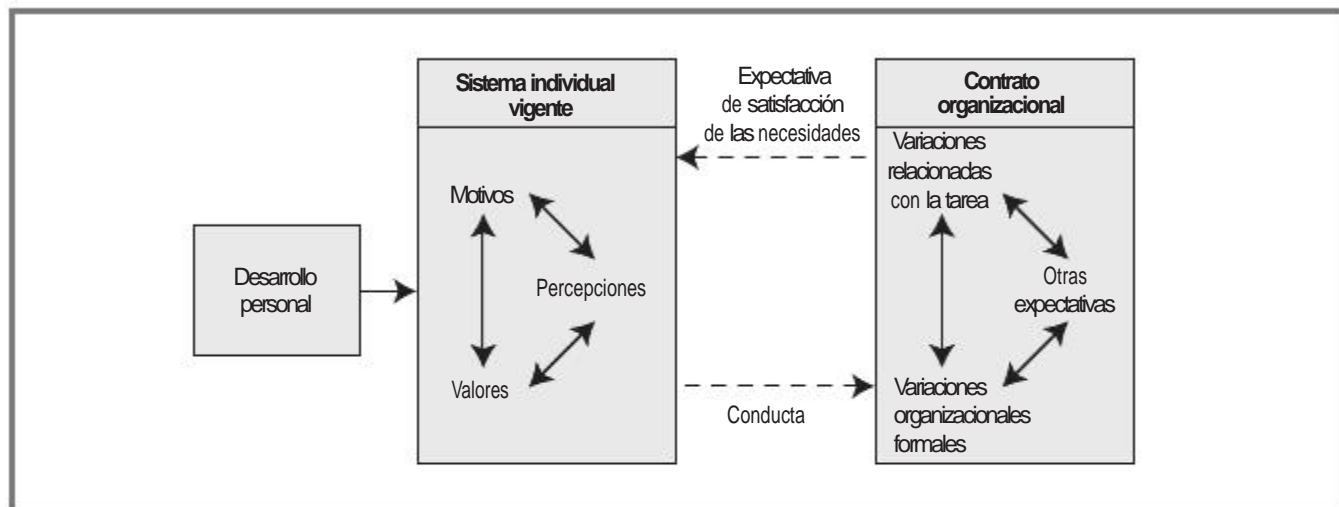 Desarrollo
personal
Sistema individual
vigente
Motivos
Percepciones
Valores
Expectativa
de satisfacción
de las necesidades
Conducta
Contrato
organizacional
Variaciones
relacionadas
con la tarea
Otras
expectativas
Variaciones
organizacionales
formales